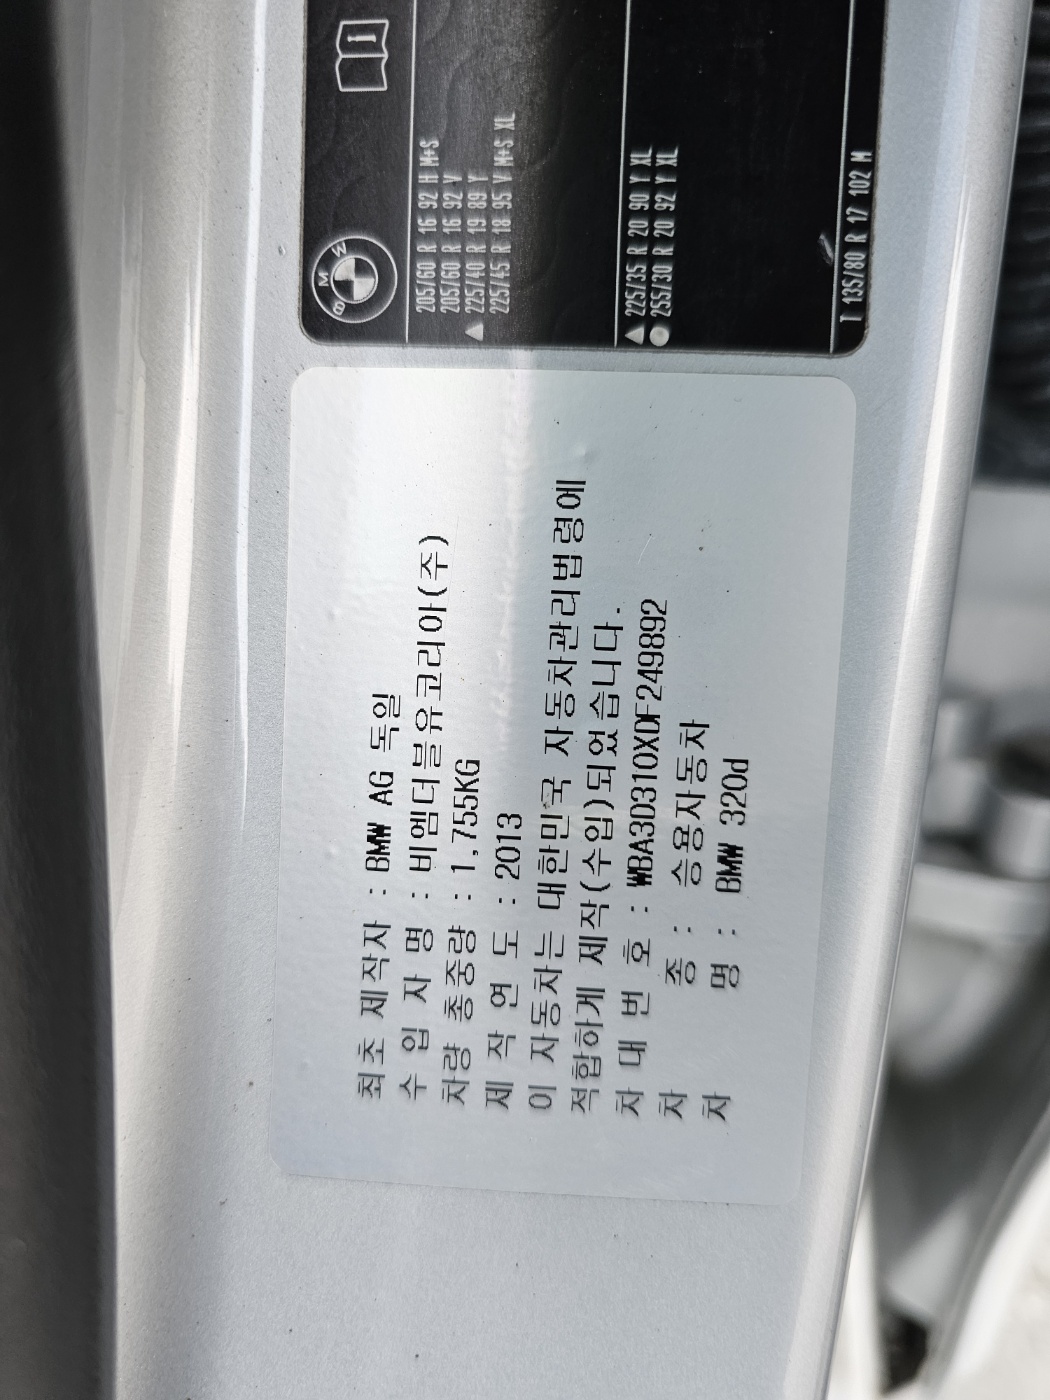 BMW
i
205/60 R 16 92 H M+S
205/60 R 16 92 V
▲ 225/40 R 19 89 Y
225/45 R 18 95 V M+S XL
▲ 225/35 R 20 90 Y XL
● 255/30 R 20 92 Y XL
T 135/80 R 17 102 M
최초 제작자 : BMW AG 독일
수 입 자 명 : 비엠더블유코리아(주)
차량 총중량 : 1,755KG
제 작 연 도 : 2013
이 자동차는 대한민국 자동차관리법령에
적합하게 제작(수입)되었습니다.
차 대 번 호 : WBA3D310XDF249892
차 종 : 승용자동차
차 명 : BMW 320d